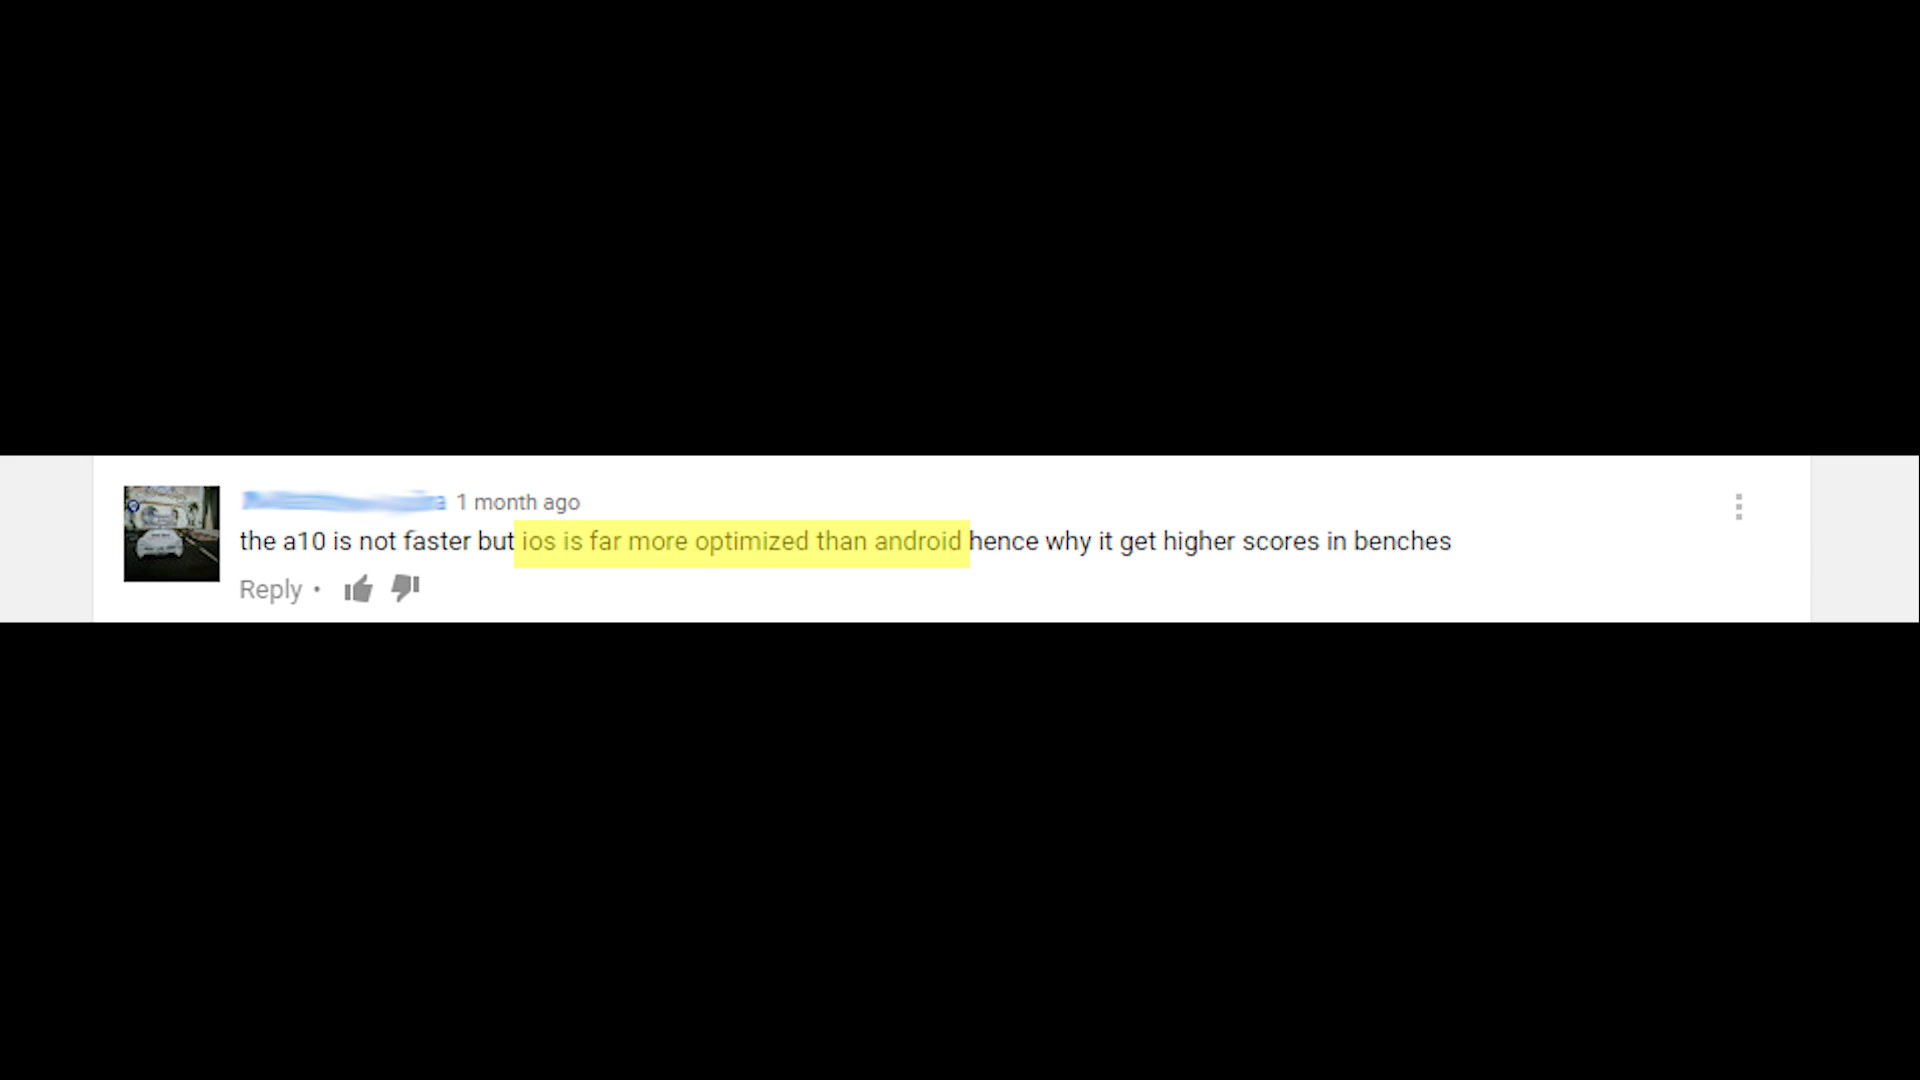 1 month ago
the a10 is not faster but ios is far more optimized than android hence why it get higher scores in benches
Reply •